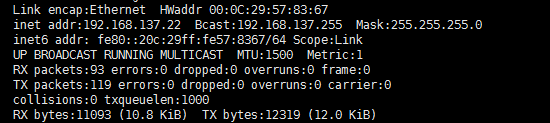 Link encap:Ethernet  HWaddr 00:0C:29:57:83:67
inet addr:192.168.137.22  Bcast:192.168.137.255  Mask:255.255.255.0
inet6 addr: fe80::20c:29ff:fe57:8367/64 Scope:Link
UP BROADCAST RUNNING MULTICAST  MTU:1500  Metric:1
RX packets:93 errors:0 dropped:0 overruns:0 frame:0
TX packets:119 errors:0 dropped:0 overruns:0 carrier:0
collisions:0 txqueuelen:1000
RX bytes:11093 (10.8 KiB)  TX bytes:12319 (12.0 KiB)